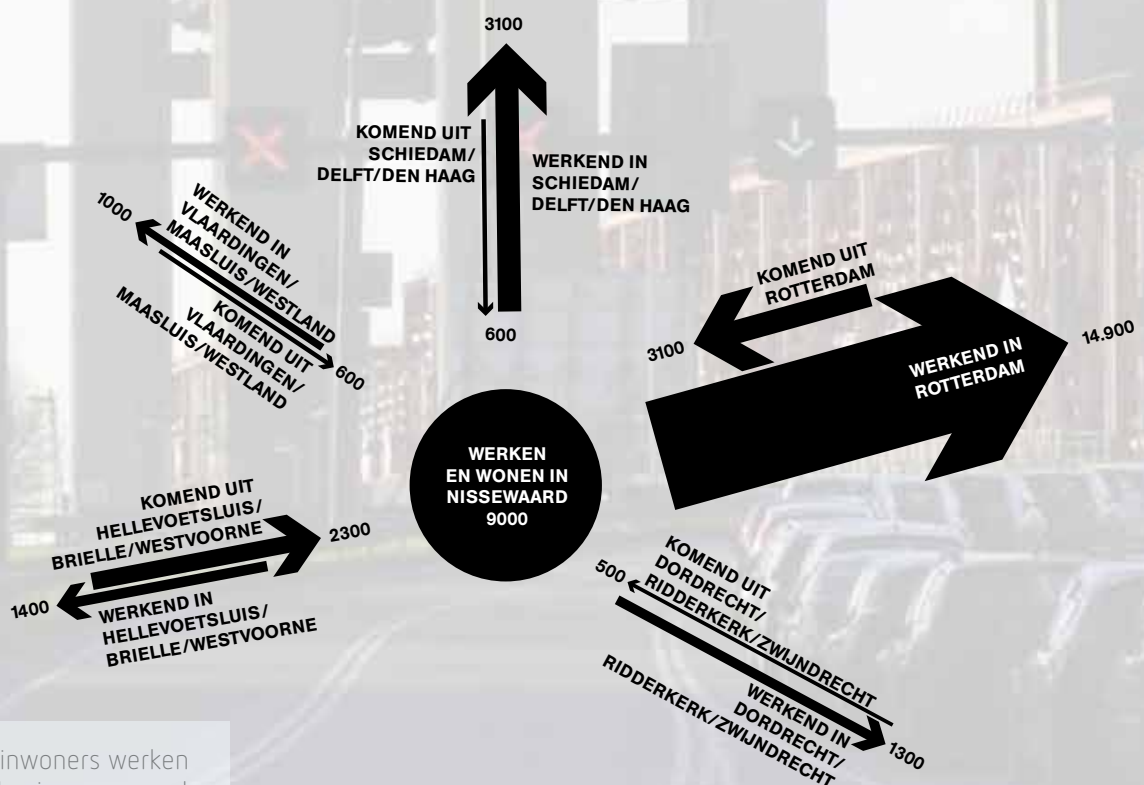 3100
KOMEND UIT
SCHIEDAM/
DELFT/DEN HAAG
WERKEND IN
SCHIEDAM/
DELFT/DEN HAAG
600
1000
WERKEND IN
VLAARDINGEN/
MAASLUIS/WESTLAND
KOMEND UIT
VLAARDINGEN/
MAASLUIS/WESTLAND
600
KOMEND UIT
ROTTERDAM
3100
WERKEND IN
ROTTERDAM
14.900
WERKEN
EN WONEN IN
NISSEWAARD
9000
KOMEND UIT
HELLEVOETSLUIS/
BRIELLE/WESTVOORNE
2300
1400
WERKEND IN
HELLEVOETSLUIS/
BRIELLE/WESTVOORNE
500
KOMEND UIT
DORDRECHT/
RIDDERKERK/ZWIJNDRECHT
WERKEND IN
DORDRECHT/
RIDDERKERK/ZWIJNDRECHT
1300
inwoners werken